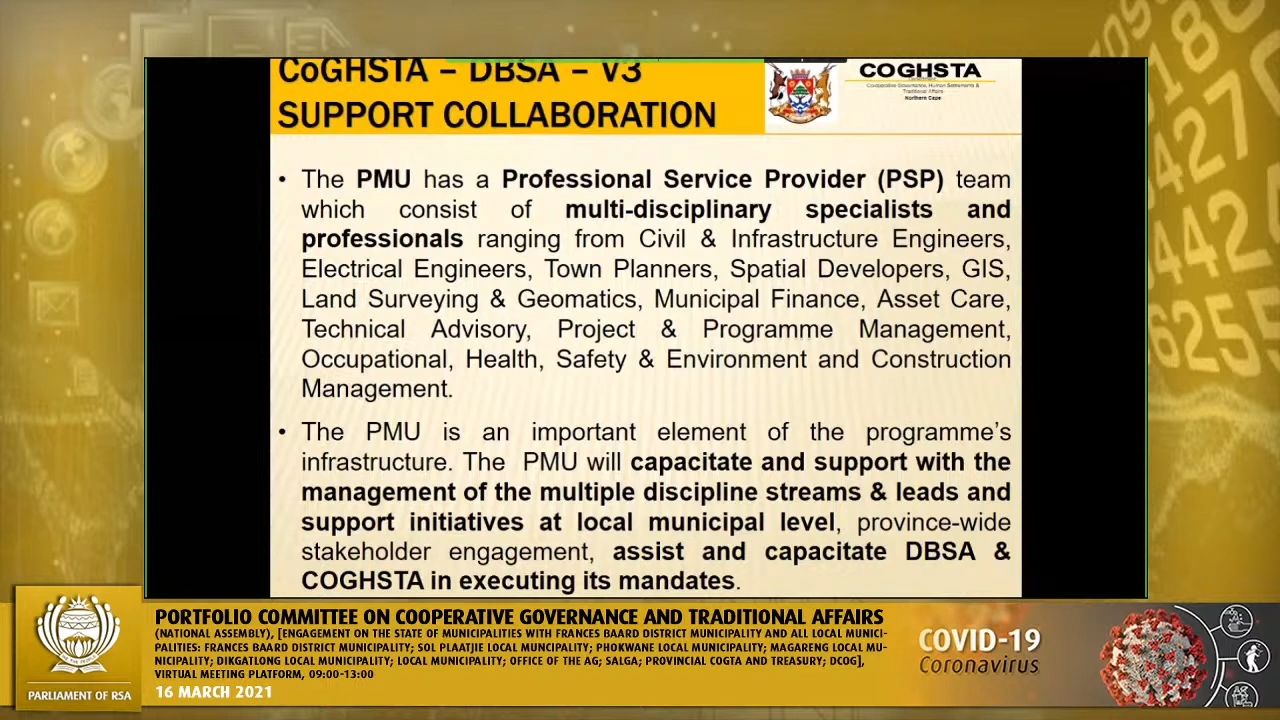 CoGHSTA – DBSA – V3
SUPPORT COLLABORATION
COGHSTA
Northern Cape
• The PMU has a Professional Service Provider (PSP) team
which consist of multi-disciplinary specialists and
professionals ranging from Civil & Infrastructure Engineers,
Electrical Engineers, Town Planners, Spatial Developers, GIS,
Land Surveying & Geomatics, Municipal Finance, Asset Care,
Technical Advisory, Project & Programme Management,
Occupational, Health, Safety & Environment and Construction
Management.
• The PMU is an important element of the programme's
infrastructure. The PMU will capacitate and support with the
management of the multiple discipline streams & leads and
support initiatives at local municipal level, province-wide
stakeholder engagement, assist and capacitate DBSA &
COGHSTA in executing its mandates.
PARLIAMENT OF RSA
PORTFOLIO COMMITTEE ON COOPERATIVE GOVERNANCE AND TRADITIONAL AFFAIRS
(NATIONAL ASSEMBLY), [ENGAGEMENT ON THE STATE OF MUNICIPALITIES WITH FRANCES BAARD DISTRICT MUNICIPALITY AND ALL LOCAL MUNICI-
PALITIES: FRANCES BAARD DISTRICT MUNICIPALITY; SOL PLAATJIE LOCAL MUNCIPALITY; PHOKWANE LOCAL MUNICIPALITY; MAGARENG LOCAL MU-
NICIPALITY; DIKGATLONG LOCAL MUNICIPALITY; LOCAL MUNICIPALITY; OFFICE OF THE AG; SALGA; PROVINCIAL COGTA AND TREASURY; DCOG],
VIRTUAL MEETING PLATFORM, 09:00-13:00
16 MARCH 2021
COVID-19
Coronavirus